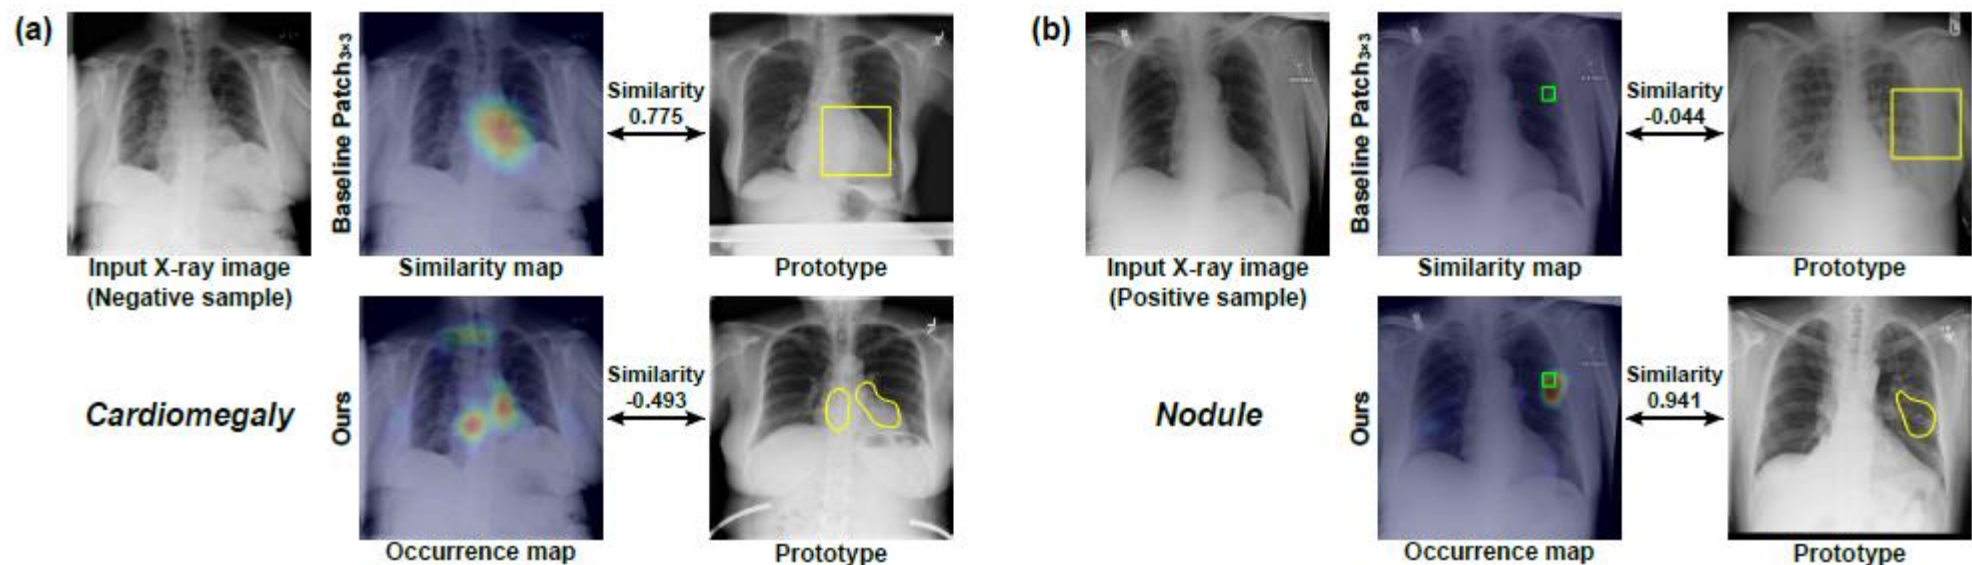 (a)
Baseline Patch3×3
Similarity
0.775
Input X-ray image
(Negative sample)
Similarity map
Prototype
Cardiomegaly
Ours
Similarity
-0.493
Occurrence map
Prototype
(b)
Baseline Patch3×3
Similarity
-0.044
Input X-ray image
(Positive sample)
Similarity map
Prototype
Nodule
Ours
Similarity
0.941
Occurrence map
Prototype